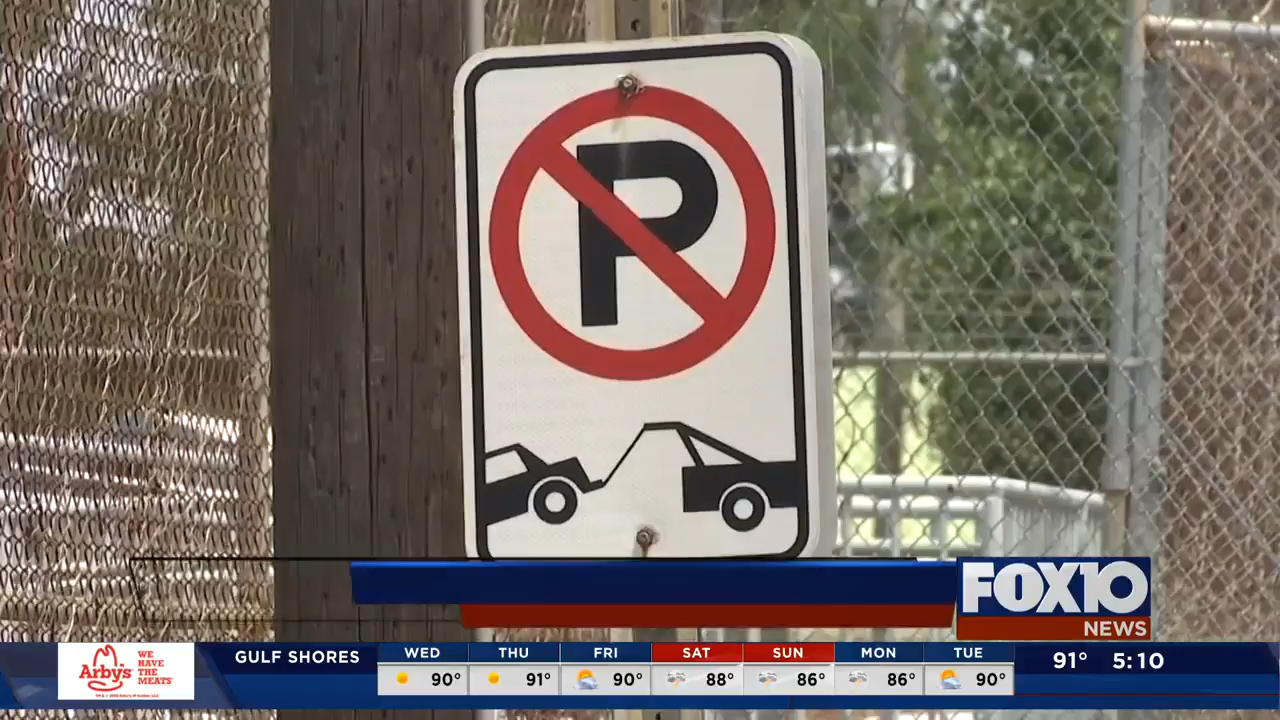 P
FOX10
NEWS
Arby's
WE
HAVE
THE
MEATS
GULF SHORES
WED THU FRI SAT SUN MON TUE
90° 91° 90° 88° 86° 86° 90°
91° 5:10